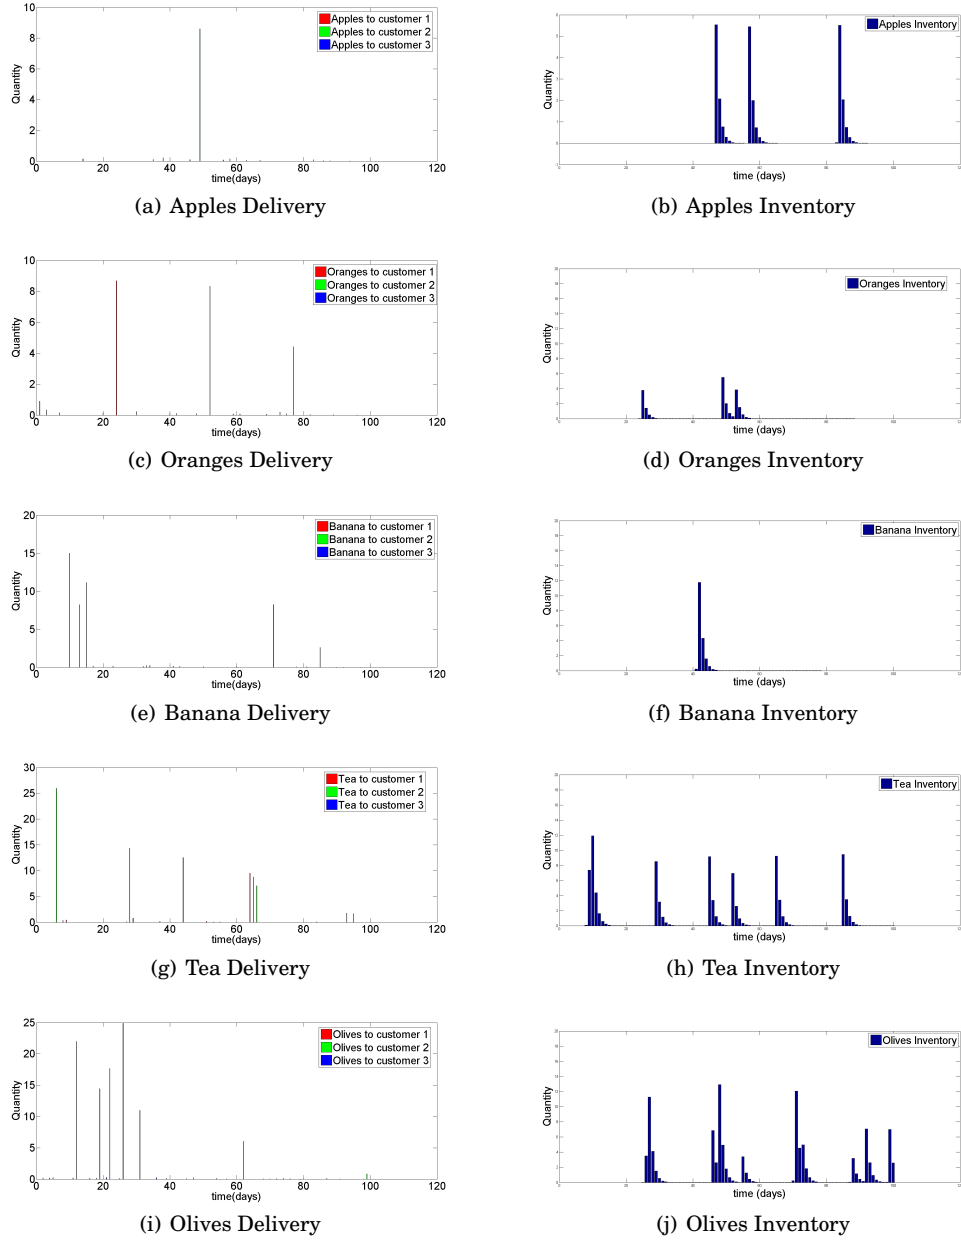 10
8
6
4
2
0
Quantity
Apples to customer 1
Apples to customer 2
Apples to customer 3
0 20 40 60 80 100 120
time(days)
(a) Apples Delivery
Quantity
Apples Inventory
time (days)
(b) Apples Inventory
10
8
6
4
2
0
Quantity
Oranges to customer 1
Oranges to customer 2
Oranges to customer 3
0 20 40 60 80 100 120
time(days)
(c) Oranges Delivery
Quantity
Oranges Inventory
time (days)
(d) Oranges Inventory
20
15
10
5
0
Quantity
Banana to customer 1
Banana to customer 2
Banana to customer 3
0 20 40 60 80 100 120
time(days)
(e) Banana Delivery
Quantity
Banana Inventory
time (days)
(f) Banana Inventory
30
25
20
15
10
5
0
Quantity
Tea to customer 1
Tea to customer 2
Tea to customer 3
0 20 40 60 80 100 120
time(days)
(g) Tea Delivery
Quantity
Tea Inventory
time (days)
(h) Tea Inventory
25
20
15
10
5
0
Quantity
Olives to customer 1
Olives to customer 2
Olives to customer 3
0 20 40 60 80 100 120
time(days)
(i) Olives Delivery
Quantity
Olives Inventory
time (days)
(j) Olives Inventory